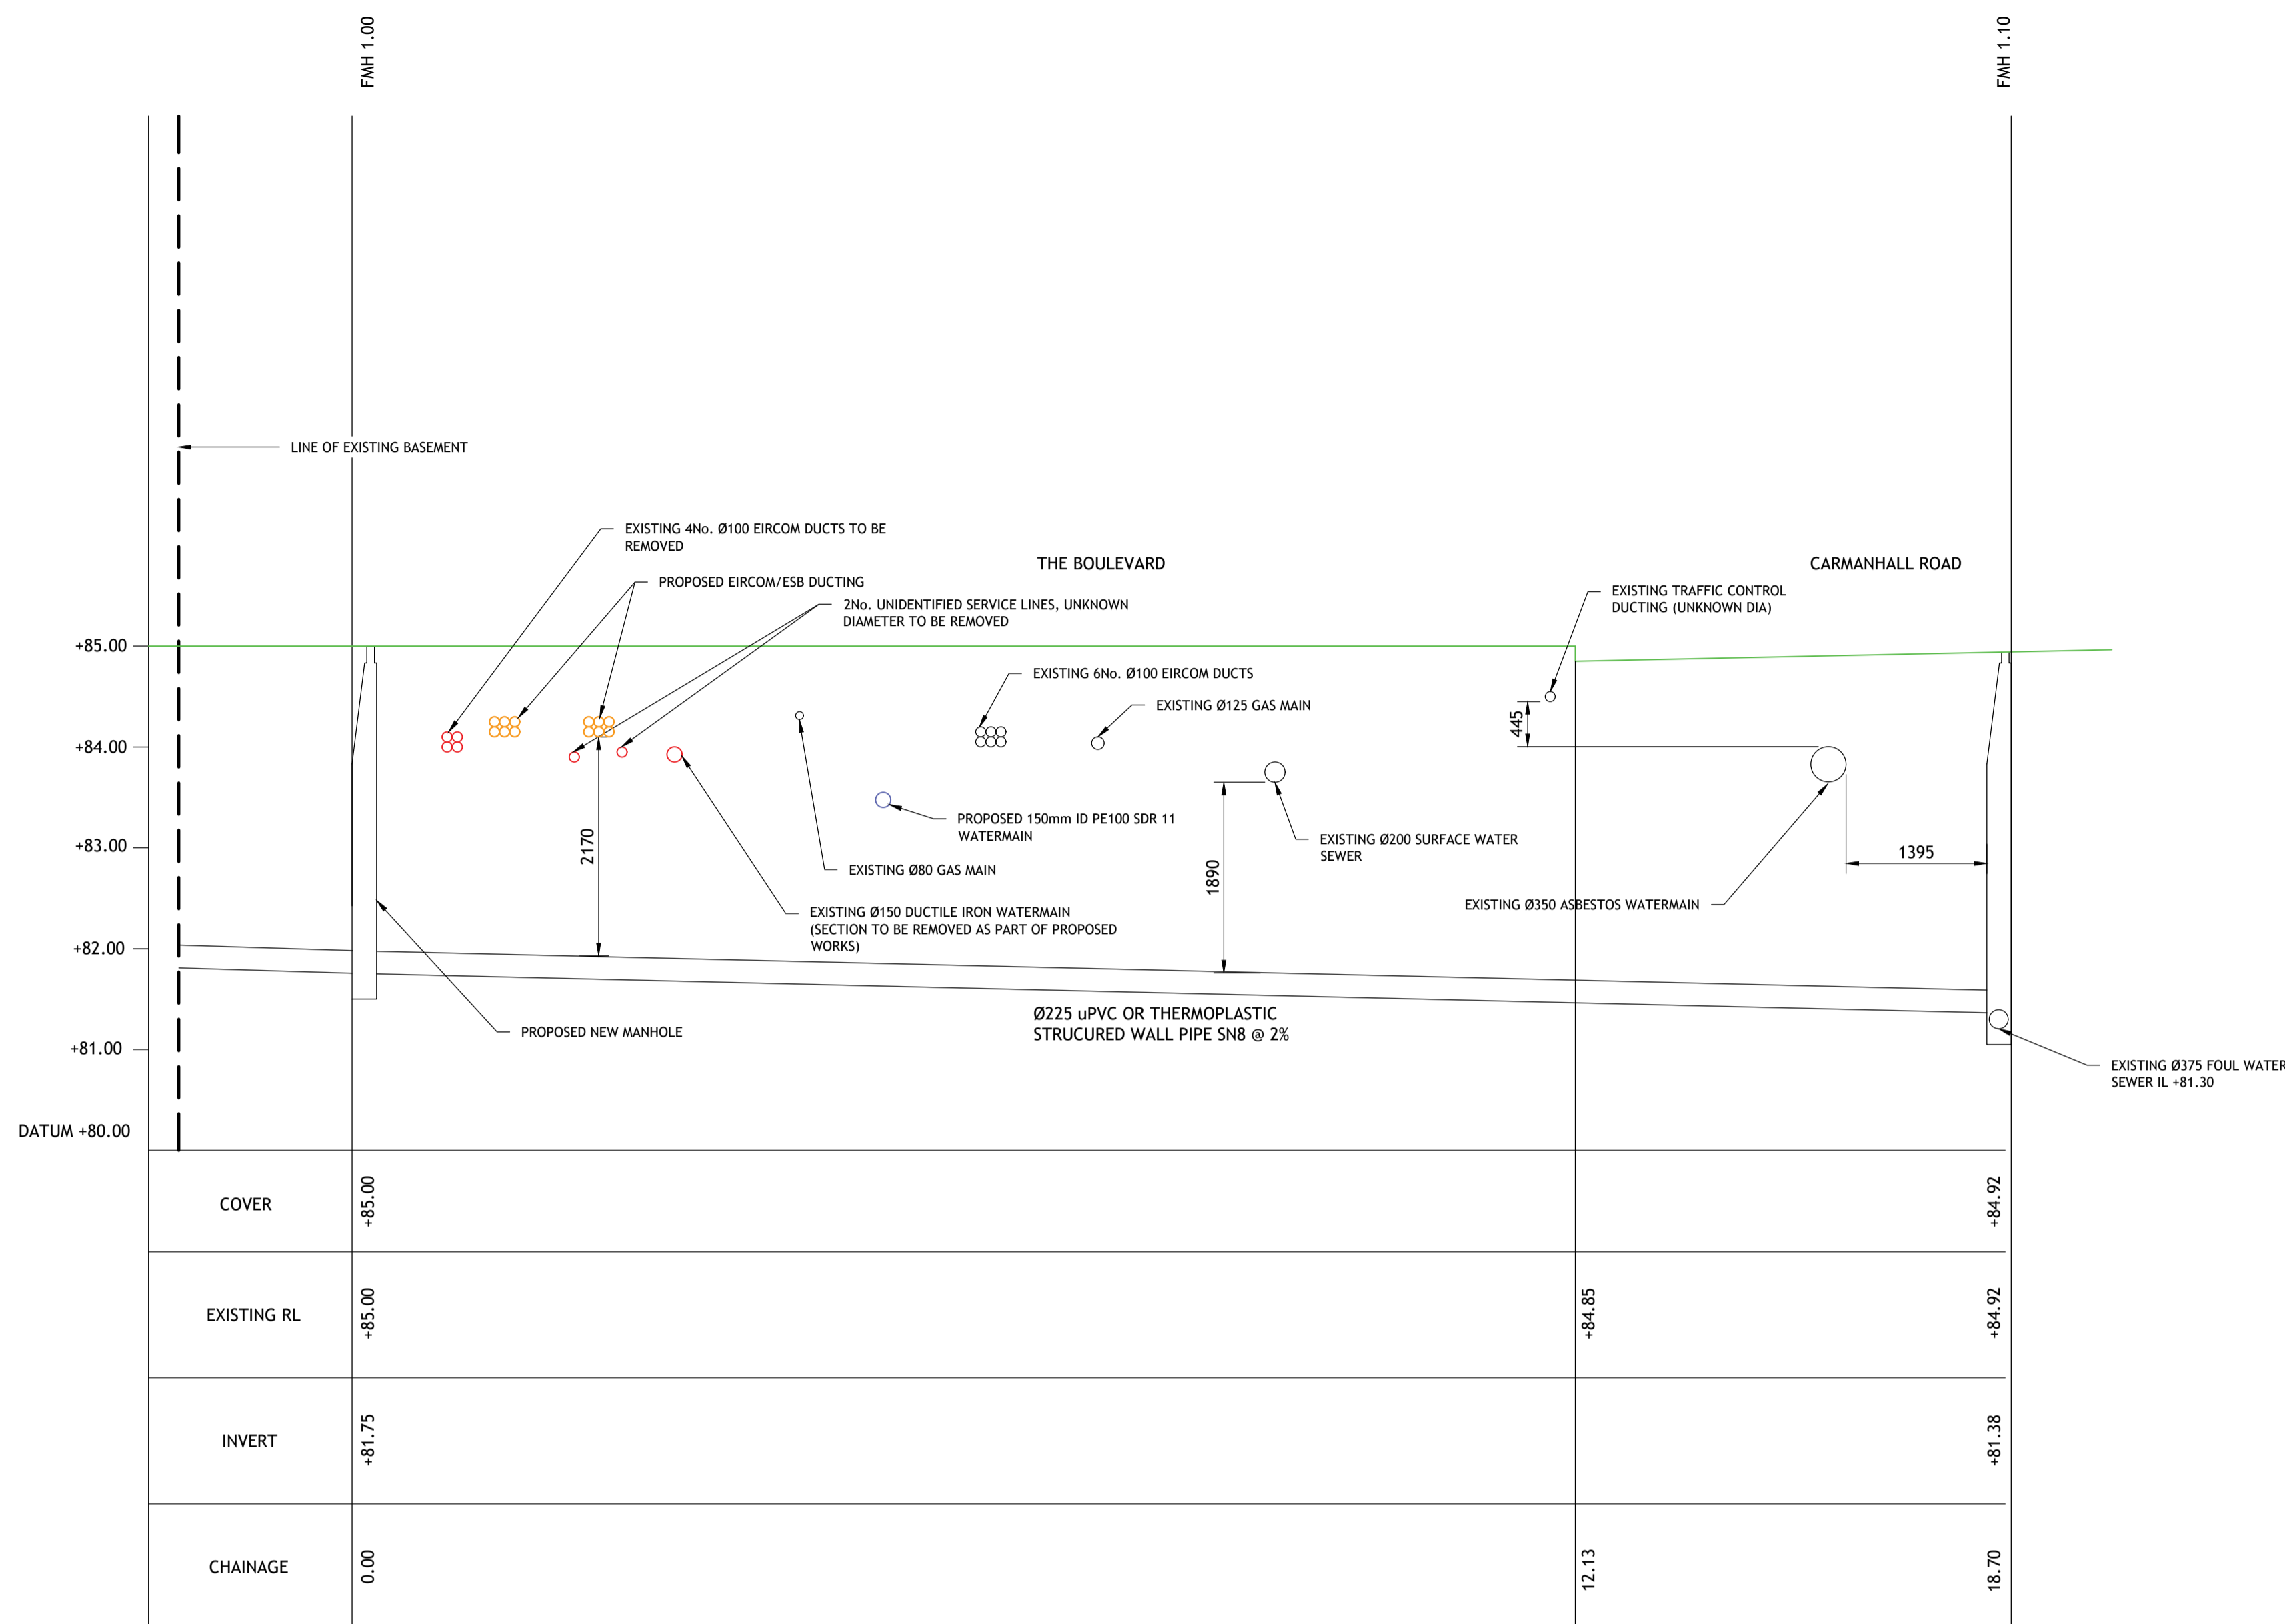 FMH 1.00
FMH 1.10
LINE OF EXISTING BASEMENT
EXISTING 4No. Ø100 EIRCOM DUCTS TO BE
REMOVED
THE BOULEVARD
CARMANHALL ROAD
PROPOSED EIRCOM/ESB DUCTING
2No. UNIDENTIFIED SERVICE LINES, UNKNOWN
DIAMETER TO BE REMOVED
EXISTING TRAFFIC CONTROL
DUCTING (UNKNOWN DIA)
+85.00
EXISTING 6No. Ø100 EIRCOM DUCTS
EXISTING Ø125 GAS MAIN
445
+84.00
PROPOSED 150mm ID PE100 SDR 11
WATERMAIN
+83.00
2170
EXISTING Ø200 SURFACE WATER
SEWER
1395
EXISTING Ø80 GAS MAIN
1890
EXISTING Ø350 ASBESTOS WATERMAIN
EXISTING Ø150 DUCTILE IRON WATERMAIN
(SECTION TO BE REMOVED AS PART OF PROPOSED
WORKS)
+82.00
Ø225 uPVC OR THERMOPLASTIC
STRUCURED WALL PIPE SN8 @ 2%
PROPOSED NEW MANHOLE
+81.00
EXISTING Ø375 FOUL WATER
SEWER IL +81.30
DATUM +80.00
COVER
+85.00
+84.92
EXISTING RL
+85.00
+84.85
+84.92
INVERT
+81.75
+81.38
CHAINAGE
0.00
12.13
18.70